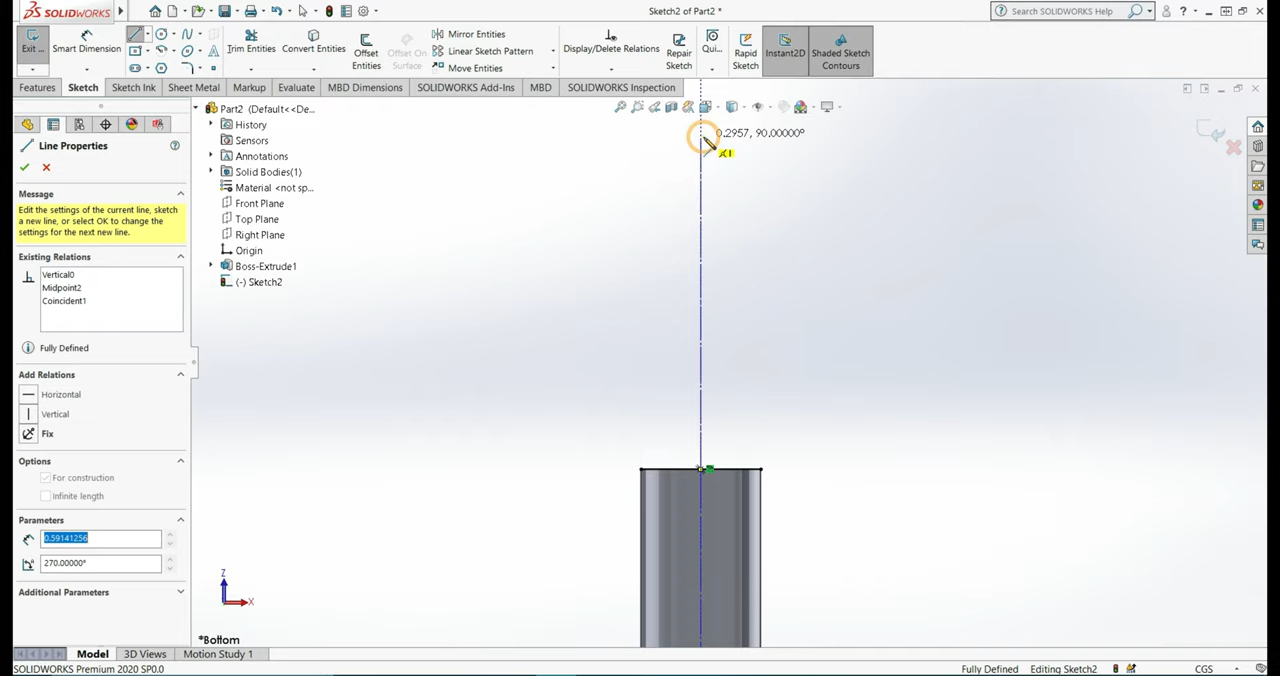 SOLIDWORKS
Sketch2 of Part2 *
Search SOLIDWORKS Help
Exit ...
Smart Dimension
Trim Entities
Convert Entities
Offset Entities
Offset On Surface
Mirror Entities
Linear Sketch Pattern
Move Entities
Display/Delete Relations
Repair Sketch
Qui...
Rapid Sketch
Instant2D
Shaded Sketch Contours
Features
Sketch
Sketch Ink
Sheet Metal
Markup
Evaluate
MBD Dimensions
SOLIDWORKS Add-Ins
MBD
SOLIDWORKS Inspection
Line Properties
Message
Edit the settings of the current line, sketch
a new line, or select OK to change the
settings for the next new line.
Existing Relations
Vertical0
Midpoint2
Coincident1
Fully Defined
Add Relations
Horizontal
Vertical
Fix
Options
For construction
Infinite length
Parameters
0.59141256
270.00000°
Additional Parameters
Part2 (Default<<De...
History
Sensors
Annotations
Solid Bodies(1)
Material <not sp...
Front Plane
Top Plane
Right Plane
Origin
Boss-Extrude1
(-) Sketch2
0.2957, 90.00000°
Z
X
*Bottom
Model
3D Views
Motion Study 1
SOLIDWORKS Premium 2020 SP0.0
Fully Defined
Editing Sketch2
CGS